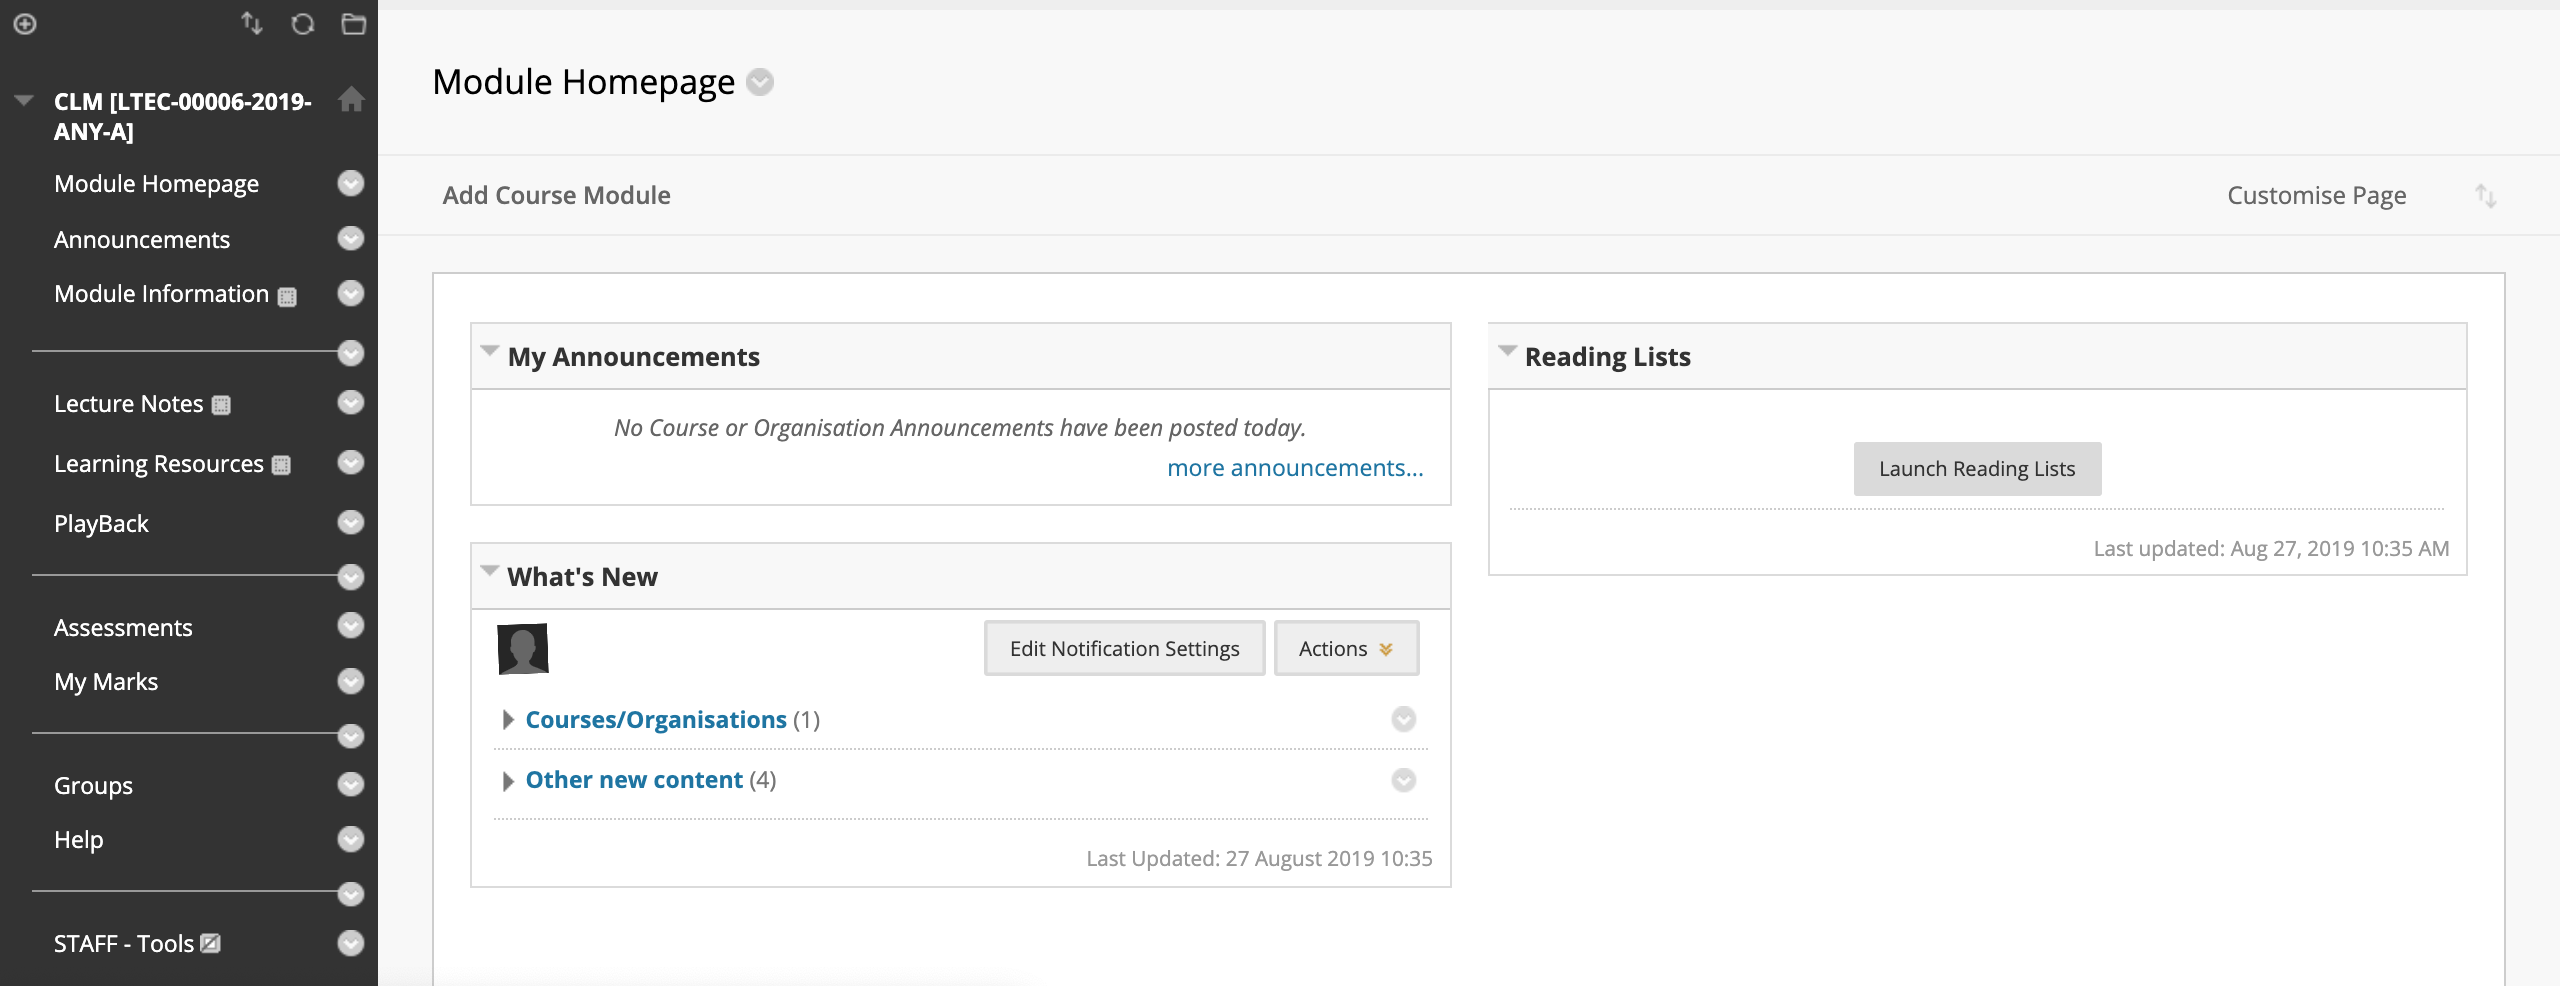 CLM [LTEC-00006-2019-
ANY-A]
Module Homepage
Announcements
Module Information
Lecture Notes
Learning Resources
PlayBack
Assessments
My Marks
Groups
Help
STAFF - Tools
Module Homepage
Add Course Module
Customise Page
My Announcements
No Course or Organisation Announcements have been posted today.
more announcements...
What's New
Edit Notification Settings
Actions
Courses/Organisations (1)
Other new content (4)
Last Updated: 27 August 2019 10:35
Reading Lists
Launch Reading Lists
Last updated: Aug 27, 2019 10:35 AM